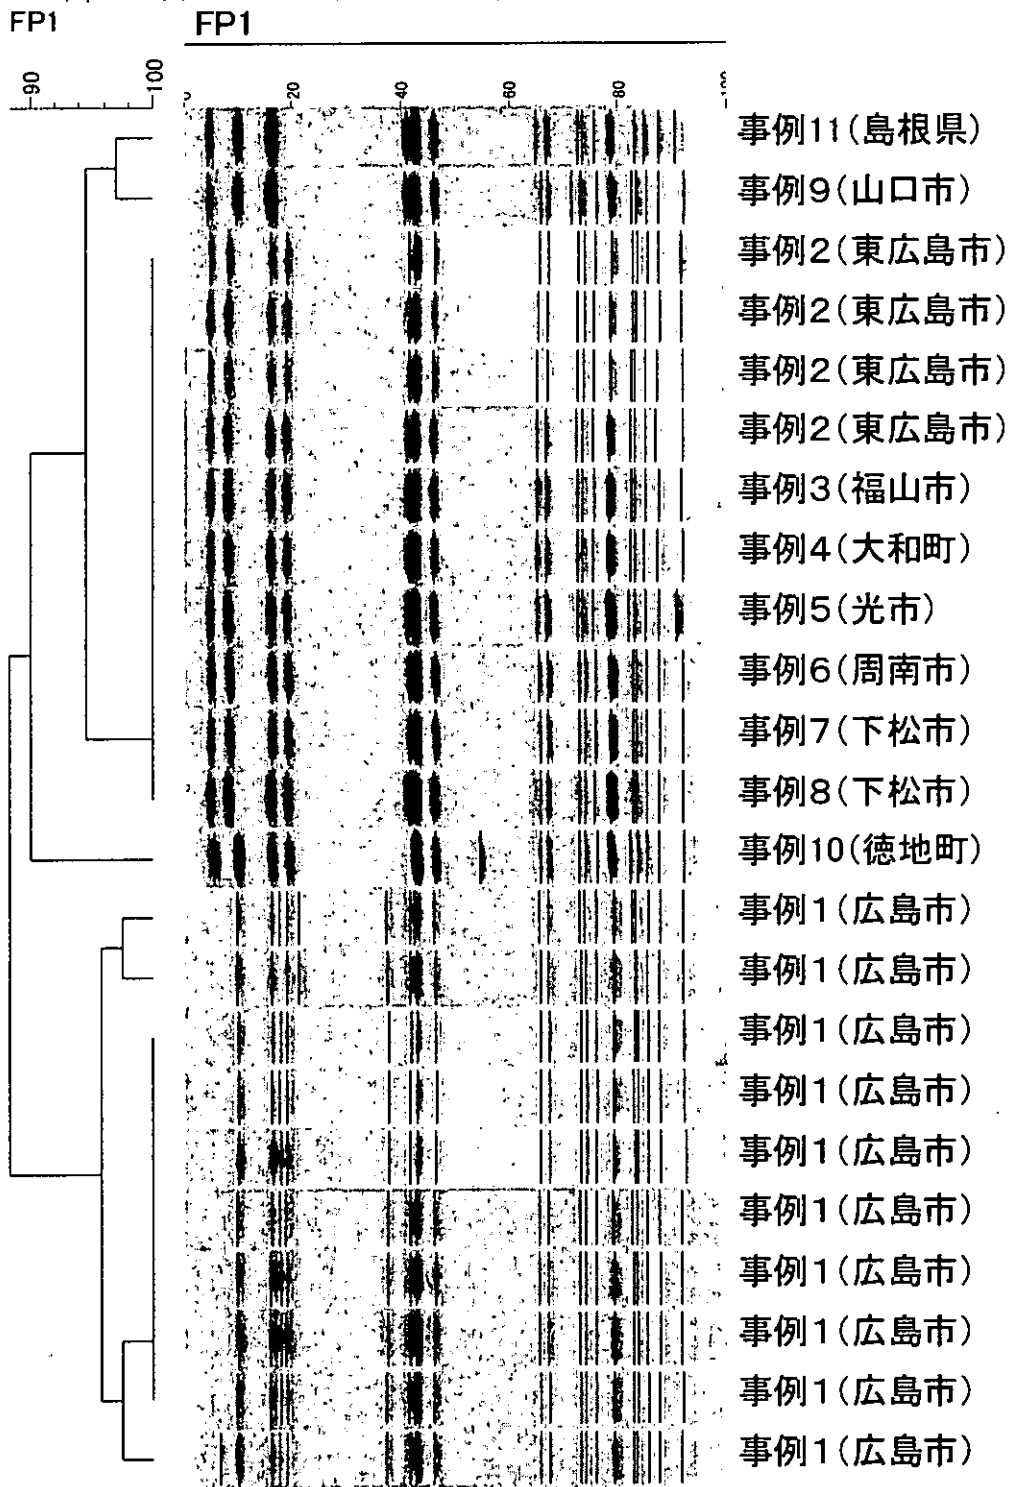 FP1
FP1
90
100
0
20
40
60
80
100
事例11(島根県)
事例9(山口市)
事例2(東広島市)
事例2(東広島市)
事例2(東広島市)
事例2(東広島市)
事例3(福山市)
事例4(大和町)
事例5(光市)
事例6(周南市)
事例7(下松市)
事例8(下松市)
事例10(徳地町)
事例1(広島市)
事例1(広島市)
事例1(広島市)
事例1(広島市)
事例1(広島市)
事例1(広島市)
事例1(広島市)
事例1(広島市)
事例1(広島市)
事例1(広島市)